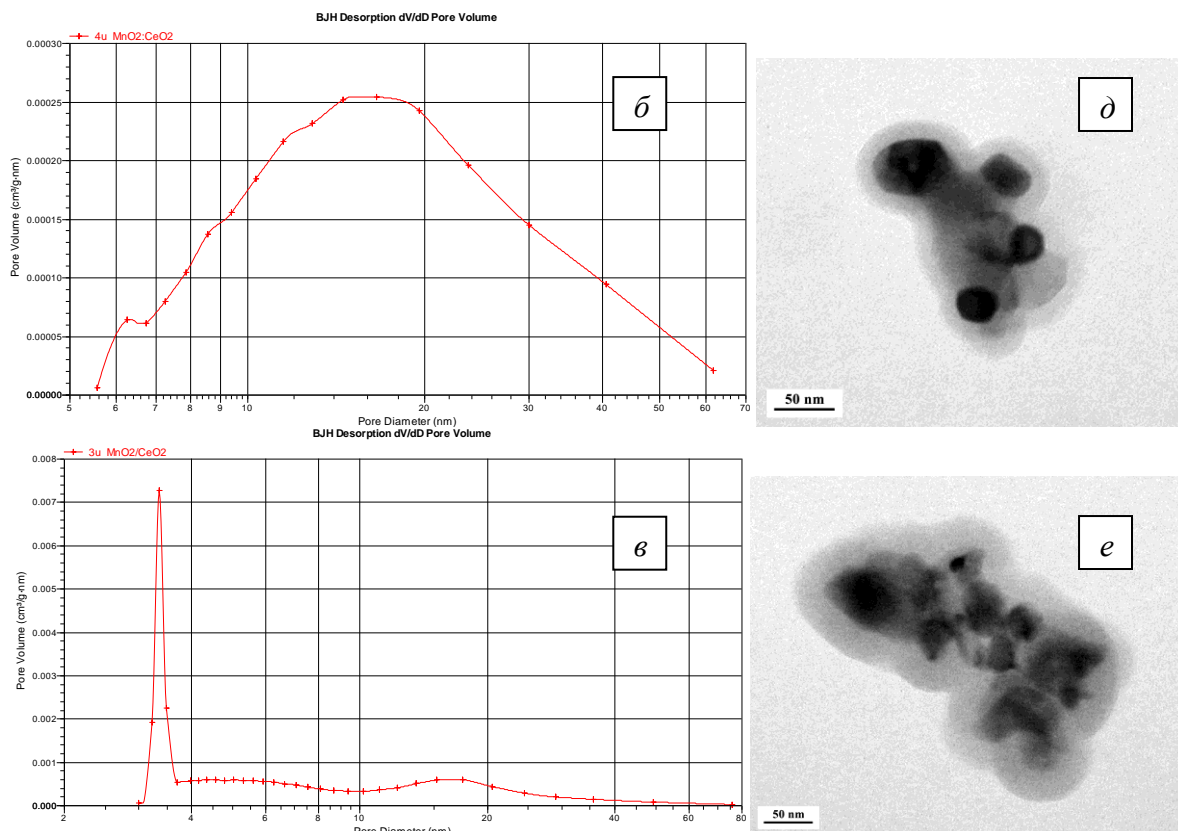 BJH Desorption dV/dD Pore Volume
4u MnO2:CeO2
Pore Volume (cm³/g·nm)
0.00030
0.00025
0.00020
0.00015
0.00010
0.00005
0.00000
5 6 7 8 9 10 20 30 40 50 60 70
Pore Diameter (nm)
б
д
50 nm
BJH Desorption dV/dD Pore Volume
3u MnO2/CeO2
Pore Volume (cm³/g·nm)
0.008
0.007
0.006
0.005
0.004
0.003
0.002
0.001
0.000
2 4 6 8 10 20 40 60 80
Pore Diameter (nm)
в
е
50 nm